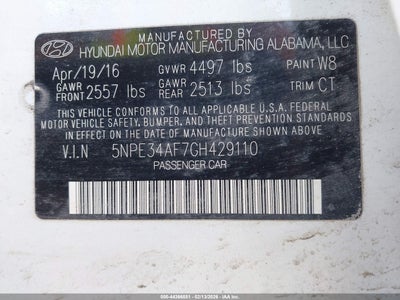 MANUFACTURED BY
HYUNDAI MOTOR MANUFACTURING ALABAMA, LLC
Apr/19/16 GVWR 4497 lbs PAINT W8
GAWR FRONT 2557 lbs GAWR REAR 2513 lbs TRIM CT
THIS VEHICLE CONFORMS TO ALL APPLICABLE U.S.A. FEDERAL
MOTOR VEHICLE SAFETY, BUMPER, AND THEFT PREVENTION STANDARDS
IN EFFECT ON THE DATE OF MANUFACTURE SHOWN ABOVE.
V.I.N 5NPE34AF7GH429110
PASSENGER CAR